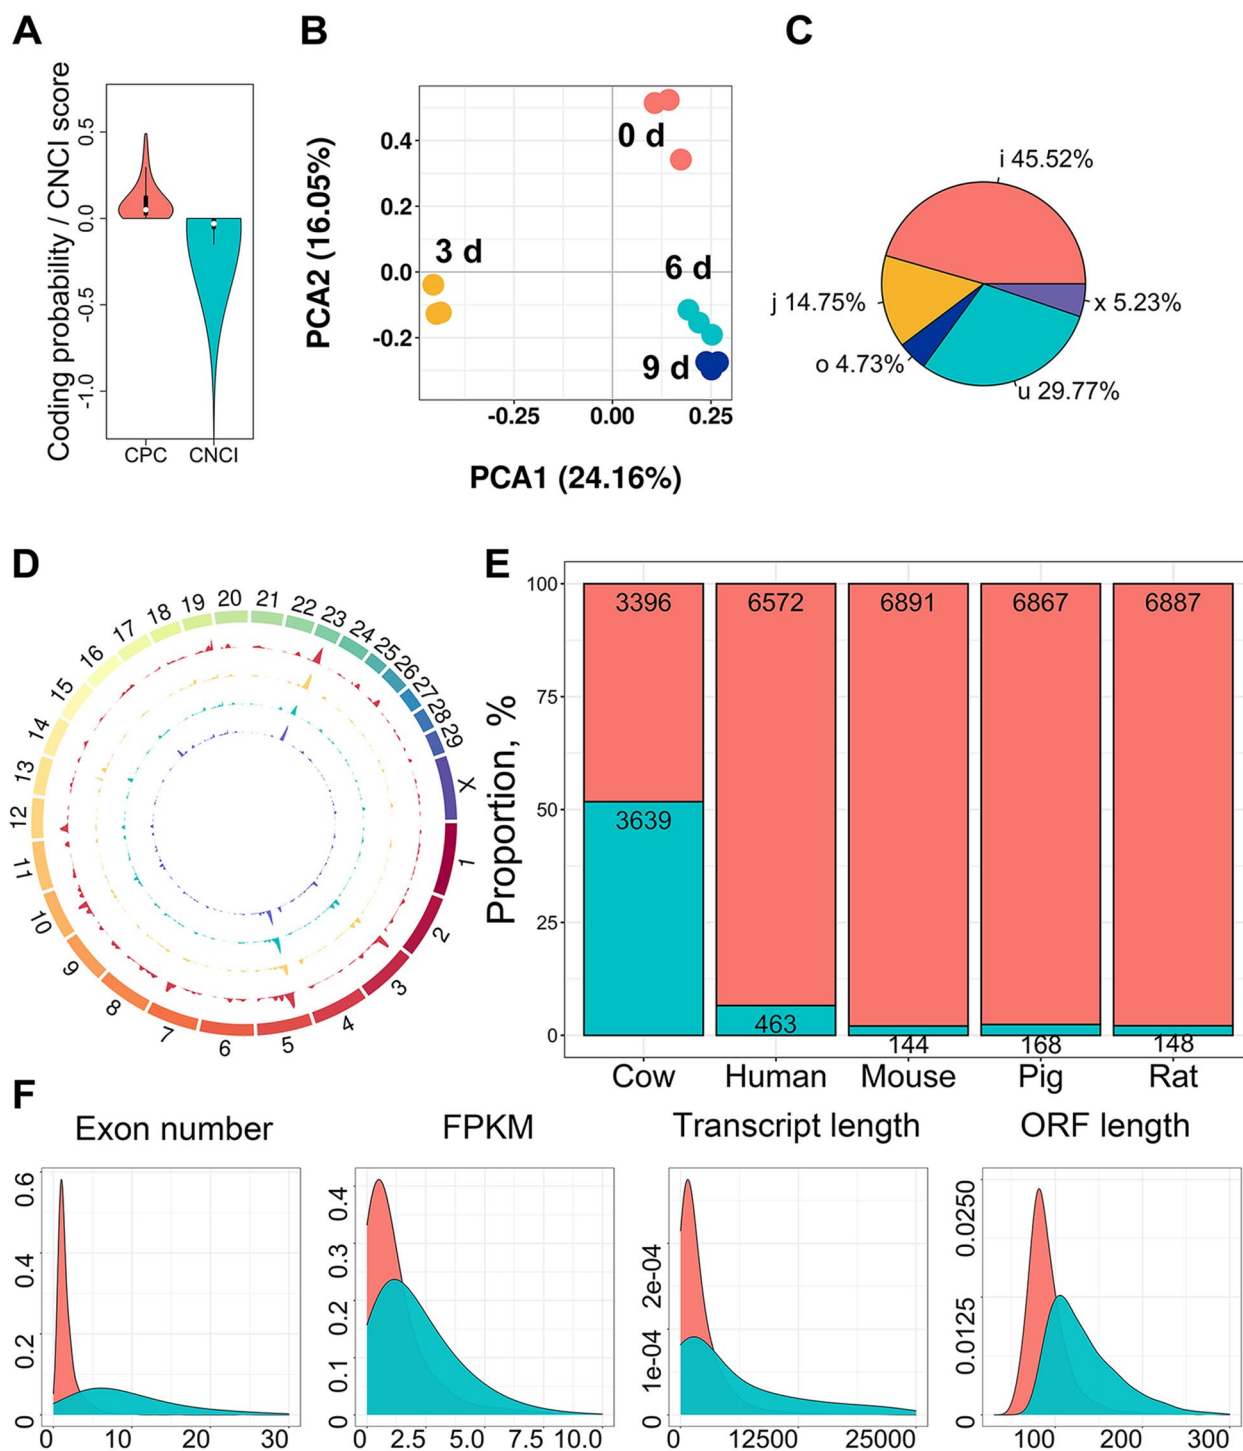 A
Coding probability / CNCI score
0.5
0.0
-0.5
-1.0
CPC CNCI
B
PCA2 (16.05%)
0.4
0.2
0.0
-0.2
0 d
3 d
6 d
9 d
-0.25 0.00 0.25
PCA1 (24.16%)
C
i 45.52%
j 14.75%
x 5.23%
o 4.73%
u 29.77%
D
1
2
3
4
5
6
7
8
9
10
11
12
13
14
15
16
17
18
19
20
21
22
23
24
25
26
27
28
29
X
E
Proportion, %
100
75
50
25
0
3396 6572 6891 6867 6887
3639
463 144 168 148
Cow Human Mouse Pig Rat
F
Exon number
0.6
0.4
0.2
0
0 10 20 30
FPKM
0.4
0.3
0.2
0.1
0
0 2.5 5.0 7.5 10.0
Transcript length
2e-04
1e-04
0
0 12500 25000
ORF length
0.0250
0.0125
0
100 200 300